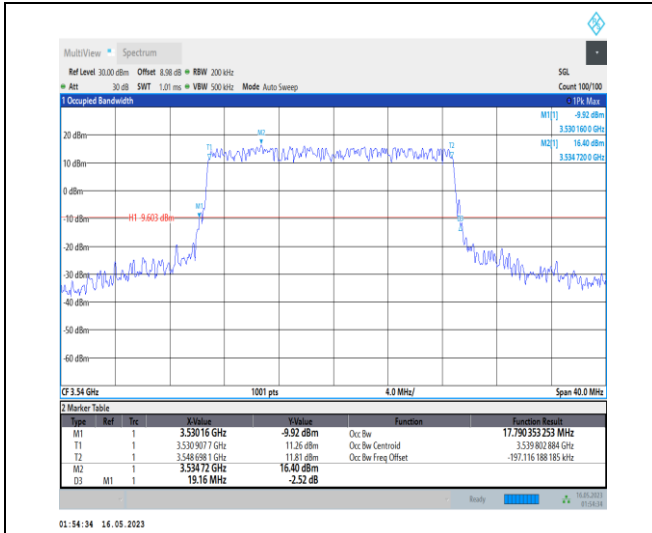 MultiView Spectrum
Ref Level 30.00 dBm Offset 8.98 dB RBW 200 kHz SGL
Att 30 dB SWT 1.01 ms VBW 500 kHz Mode Auto Sweep Count 100/100
1 Occupied Bandwidth 1Pk Max
M1[1] -9.92 dBm
3.530 160 0 GHz
M2[1] 16.40 dBm
3.534 720 0 GHz
20 dBm
M2
T1 T2
10 dBm
0 dBm
M1
-10 dBm H1 -9.603 dBm
-30 dBm
-40 dBm
-50 dBm
-60 dBm
CF 3.54 GHz 1001 pts 4.0 MHz/ Span 40.0 MHz
2 Marker Table
Type Ref Trc X-Value Y-Value Function Function Result
M1 1 3.530 16 GHz -9.92 dBm Occ Bw 17.790 353 253 MHz
T1 1 3.530 907 7 GHz 11.26 dBm Occ Bw Centroid 3.539 802 884 GHz
T2 1 3.548 698 1 GHz 11.81 dBm Occ Bw Freq Offset -197.116 188 185 kHz
M2 1 3.534 72 GHz 16.40 dBm
D3 M1 1 19.16 MHz -2.52 dB
Ready 16.05.2023
01:54:34
01:54:34 16.05.2023